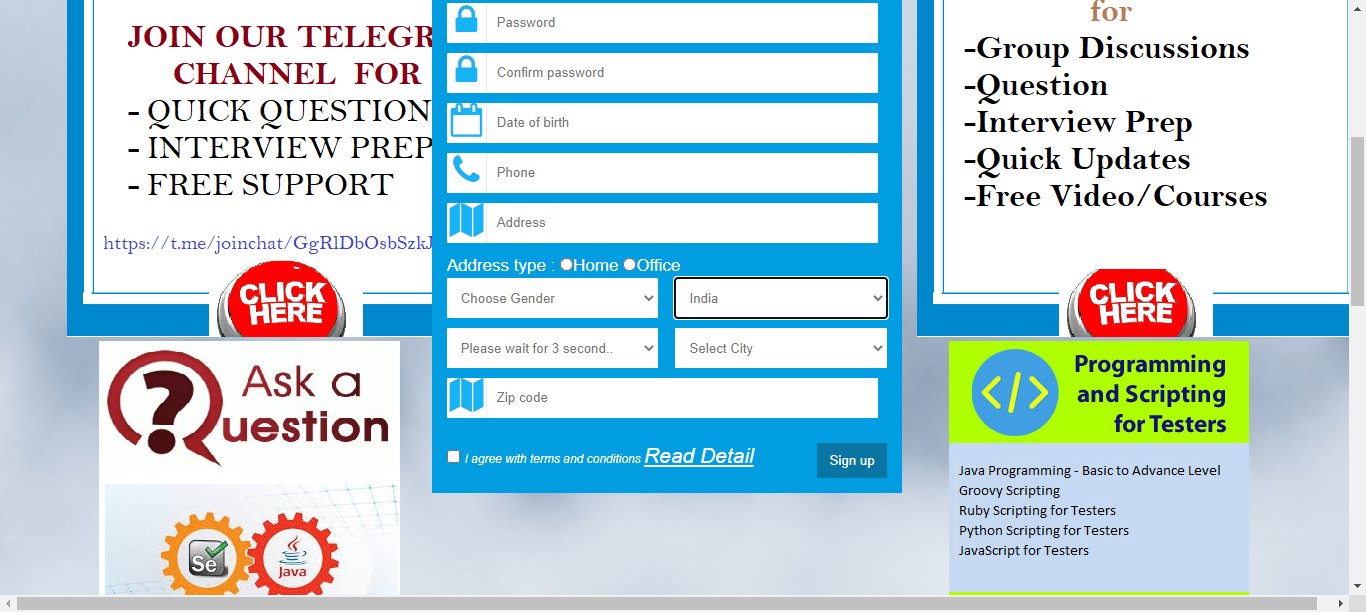 JOIN OUR TELEGR
CHANNEL FOR
- QUICK QUESTION
- INTERVIEW PREP
- FREE SUPPORT
https://t.me/joinchat/GgRlDbOsbSzkJ
CLICK
HERE
Ask a
Question
Se
Java
Password
Confirm password
Date of birth
Phone
Address
Address type : Home Office
Choose Gender
India
Please wait for 3 second..
Select City
Zip code
I agree with terms and conditions Read Detail
Sign up
for
-Group Discussions
-Question
-Interview Prep
-Quick Updates
-Free Video/Courses
CLICK
HERE
</>
Programming
and Scripting
for Testers
Java Programming - Basic to Advance Level
Groovy Scripting
Ruby Scripting for Testers
Python Scripting for Testers
JavaScript for Testers